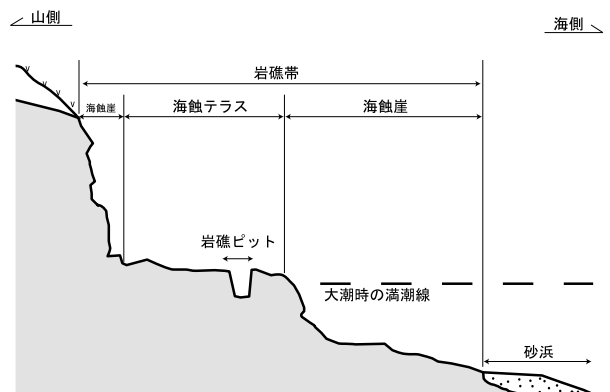 山側
海側
岩礁帯
海蝕崖
海蝕テラス
海蝕崖
岩礁ピット
大潮時の満潮線
砂浜